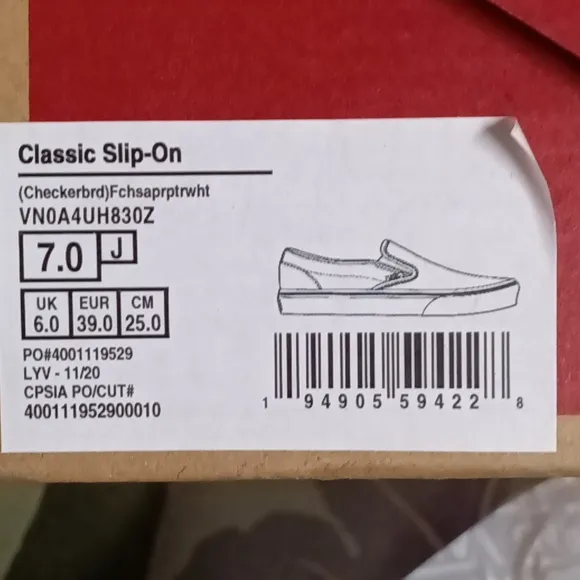 Classic Slip-On
(Checkerbrd)Fchsaprptrwht
VN0A4UH830Z
7.0 J
UK EUR CM
6.0 39.0 25.0
PO#4001119529
LYV - 11/20
CPSIA PO/CUT#
400111952900010
1 94905 59422 8